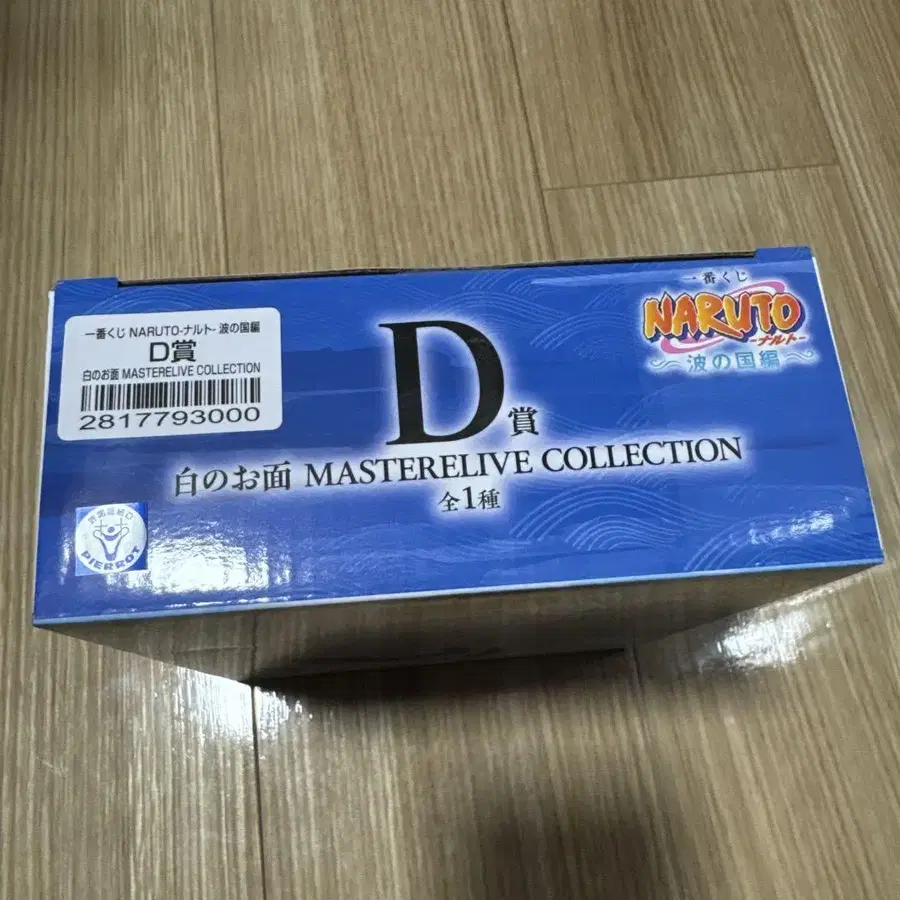 一番くじ NARUTO-ナルト- 波の国編
D賞
白のお面 MASTERELIVE COLLECTION
2817793000
D賞
白のお面 MASTERELIVE COLLECTION
全1種
一番くじ
NARUTO
-ナルト-
〜波の国編〜
PIERROT